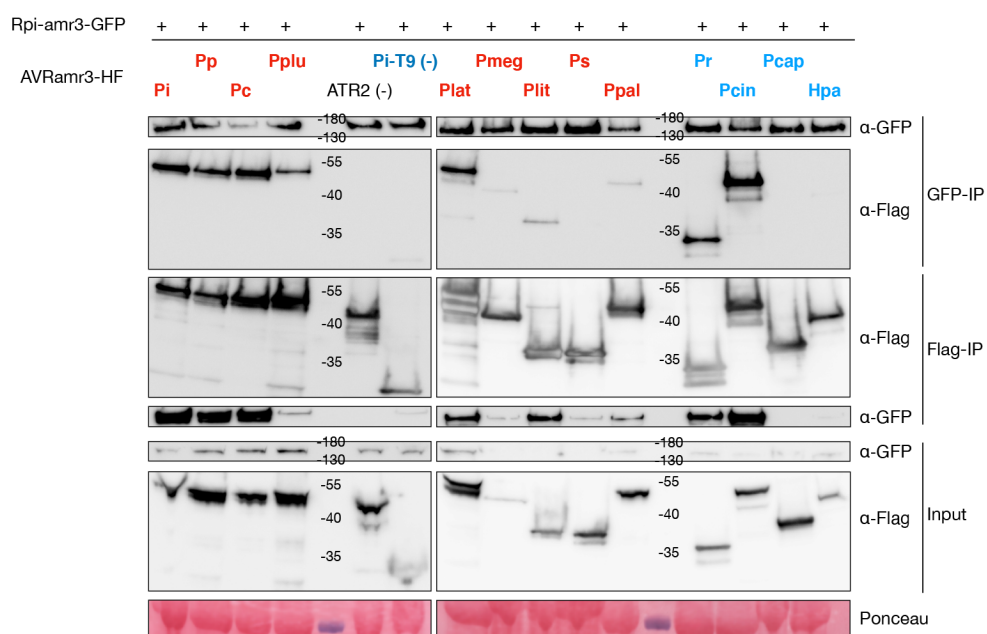 Rpi-amr3-GFP + + + + + + + + + + + + + + +
Pp Pplu Pi-T9 (-) Pmeg Ps Pr Pcap
AVRamr3-HF
Pi Pc ATR2 (-) Plat Plit Ppal Pcin Hpa
-180 -180
-130 -130 α-GFP
-55 -55
-40 -40
α-Flag GFP-IP
-35 -35
-55 -55
-40 -40
α-Flag Flag-IP
-35 -35
α-GFP
-180 -180
-130 -130 α-GFP
-55 -55
-40 -40 α-Flag Input
-35 -35
Ponceau